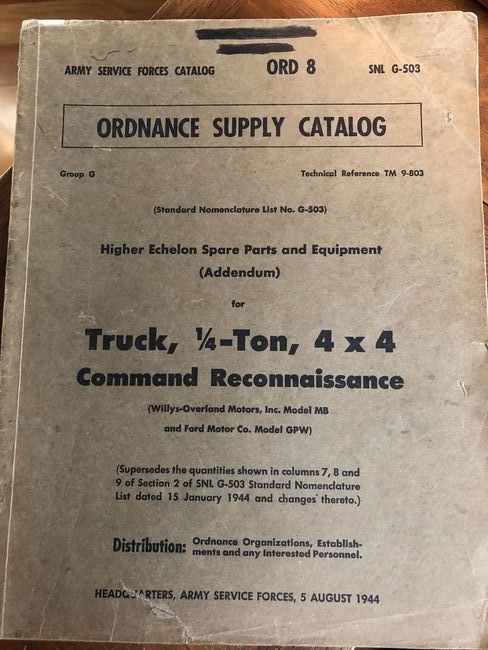 ARMY SERVICE FORCES CATALOG ORD 8 SNL G-503
ORDNANCE SUPPLY CATALOG
Group G Technical Reference TM 9-803
(Standard Nomenclature List No. G-503)
Higher Echelon Spare Parts and Equipment
(Addendum)
for
Truck, ¼-Ton, 4 x 4
Command Reconnaissance
(Willys-Overland Motors, Inc. Model MB
and Ford Motor Co. Model GPW)
(Supersedes the quantities shown in columns 7, 8 and
9 of Section 2 of SNL G-503 Standard Nomenclature
List dated 15 January 1944 and changes thereto.)
Distribution: Ordnance Organizations, Establish-
ments and any Interested Personnel.
HEADQUARTERS, ARMY SERVICE FORCES, 5 AUGUST 1944